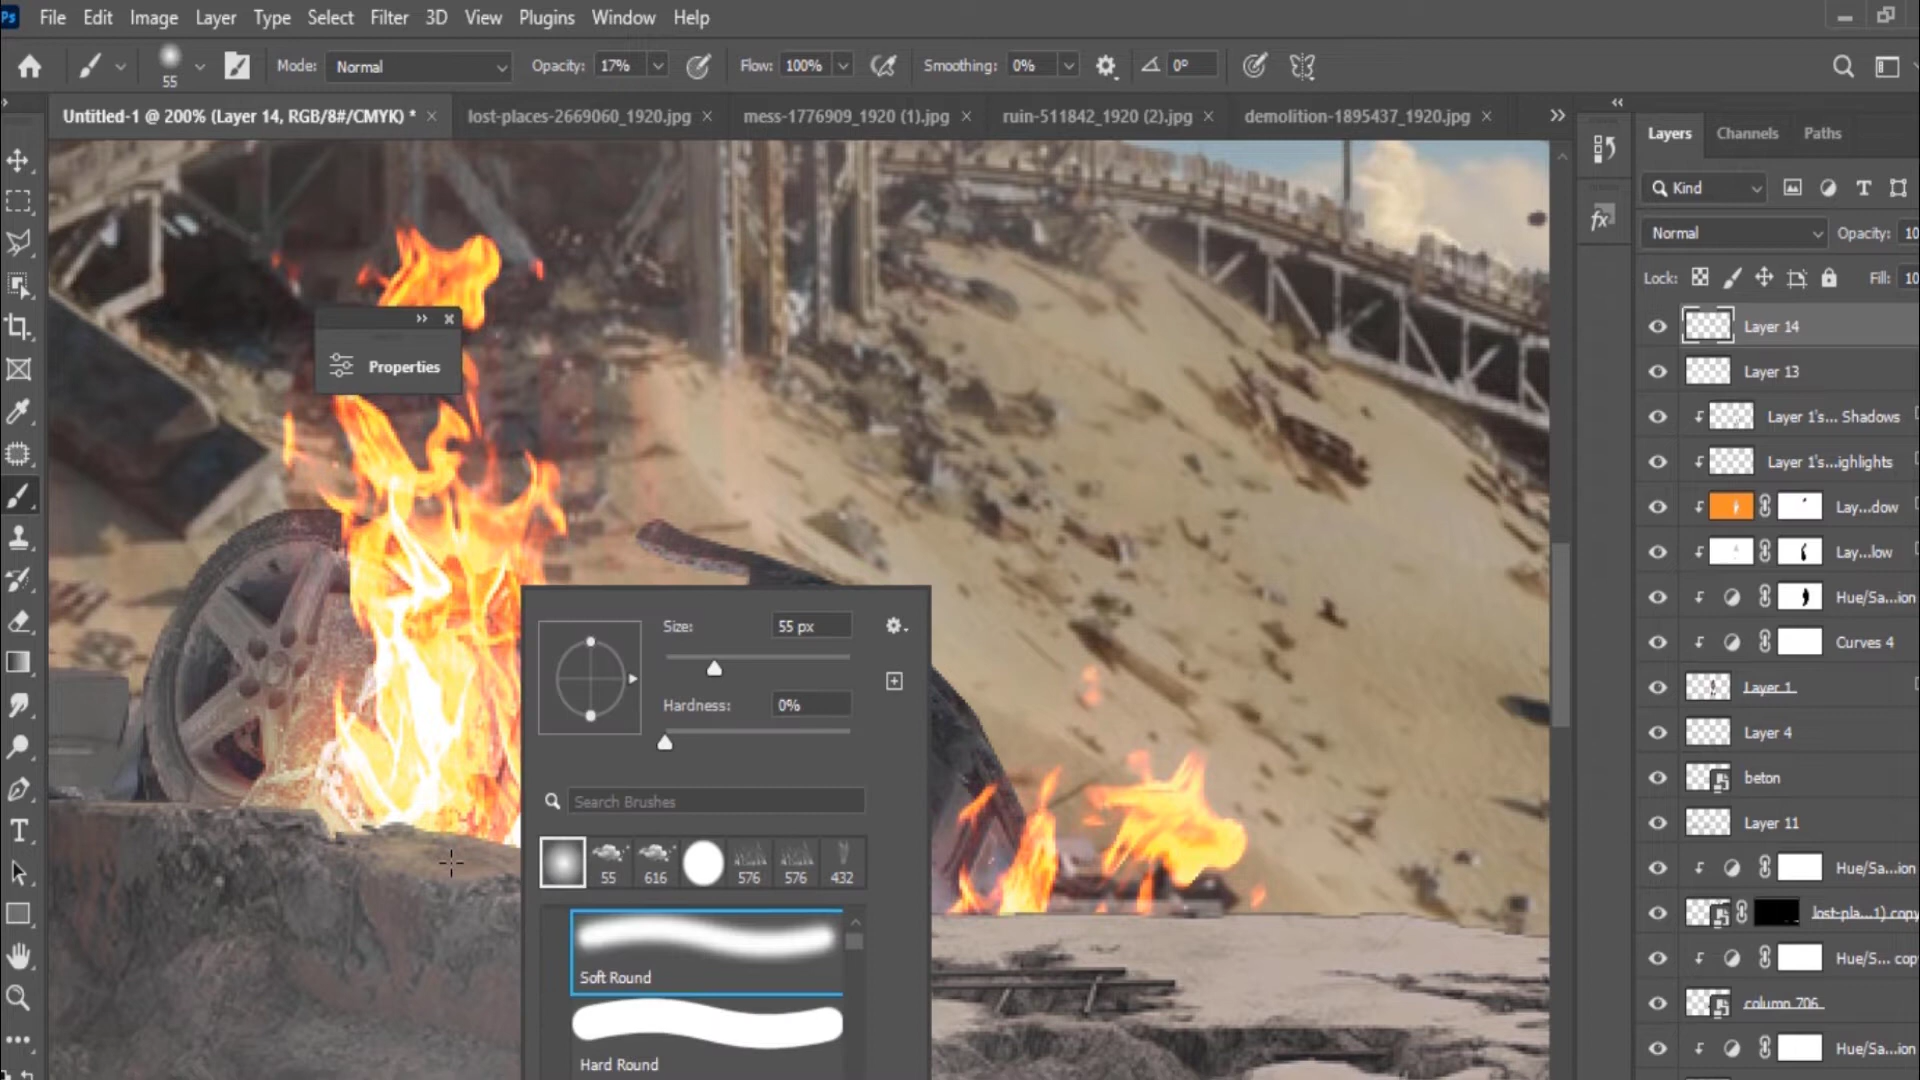 Ps File Edit Image Layer Type Select Filter 3D View Plugins Window Help
55 Mode: Normal Opacity: 17% Flow: 100% Smoothing: 0% 0°
Untitled-1 @ 200% (Layer 14, RGB/8#/CMYK) * × lost-places-2669060_1920.jpg × mess-1776909_1920 (1).jpg × ruin-511842_1920 (2).jpg × demolition-1895437_1920.jpg ×
Layers Channels Paths
Kind
Normal Opacity: 10
Lock: Fill: 10
Layer 14
Layer 13
Layer 1's... Shadows
Layer 1's...ighlights
Lay...dow
Lay...low
Hue/Sa...ion
Curves 4
Layer 1
Layer 4
beton
Layer 11
Hue/Sa...ion
lost-pla...1) copy
Hue/S... cop
column 706
Hue/Sa...ion
fx
Properties
Size: 55 px
Hardness: 0%
Search Brushes
55 616 576 576 432
Soft Round
Hard Round